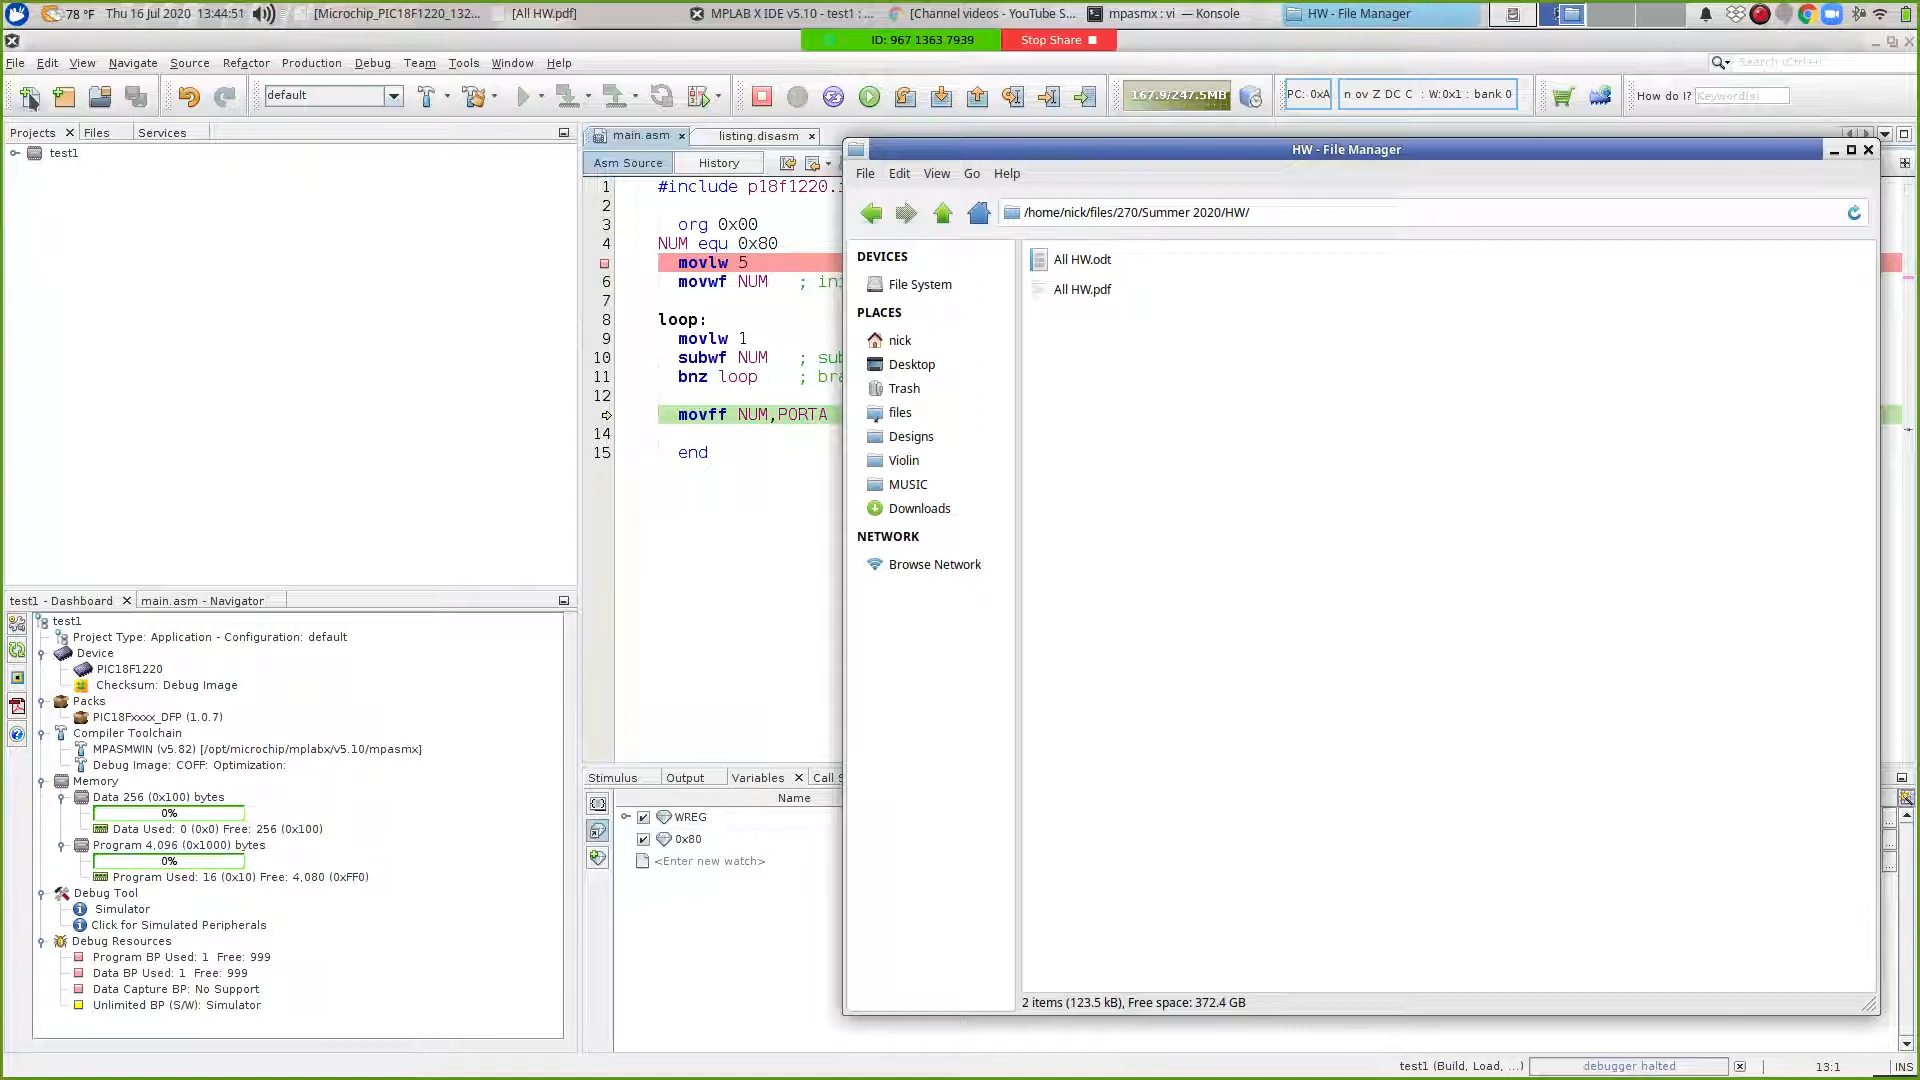 78 °F Thu 16 Jul 2020 13:44:51 [Microchip_PIC18F1220_132... [All HW.pdf] MPLAB X IDE v5.10 - test1 : ... [Channel videos - YouTube S... mpasmx : vi — Konsole HW - File Manager
ID: 967 1363 7939 Stop Share
File Edit View Navigate Source Refactor Production Debug Team Tools Window Help Search (Ctrl+I)
default 167.9/247.5MB PC: 0xA n ov Z DC C : W:0x1 : bank 0 How do I? Keyword(s)
Projects Files Services
test1
main.asm listing.disasm
Asm Source History
1 #include p18f1220.i
2
3 org 0x00
4 NUM equ 0x80
movlw 5
6 movwf NUM ; ini
7
8 loop:
9 movlw 1
10 subwf NUM ; sub
11 bnz loop ; bra
12
movff NUM,PORTA
14
15 end
HW - File Manager
File Edit View Go Help
/home/nick/files/270/Summer 2020/HW/
DEVICES
File System
PLACES
nick
Desktop
Trash
files
Designs
Violin
MUSIC
Downloads
NETWORK
Browse Network
All HW.odt
All HW.pdf
2 items (123.5 kB), Free space: 372.4 GB
test1 - Dashboard main.asm - Navigator
test1
Project Type: Application - Configuration: default
Device
PIC18F1220
Checksum: Debug Image
Packs
PIC18Fxxxx_DFP (1.0.7)
Compiler Toolchain
MPASMWIN (v5.82) [/opt/microchip/mplabx/v5.10/mpasmx]
Debug Image: COFF: Optimization:
Memory
Data 256 (0x100) bytes
0%
Data Used: 0 (0x0) Free: 256 (0x100)
Program 4,096 (0x1000) bytes
0%
Program Used: 16 (0x10) Free: 4,080 (0xFF0)
Debug Tool
Simulator
Click for Simulated Peripherals
Debug Resources
Program BP Used: 1 Free: 999
Data BP Used: 1 Free: 999
Data Capture BP: No Support
Unlimited BP (S/W): Simulator
Stimulus Output Variables Call S
Name
WREG
0x80
<Enter new watch>
test1 (Build, Load, ...) debugger halted 13:1 INS